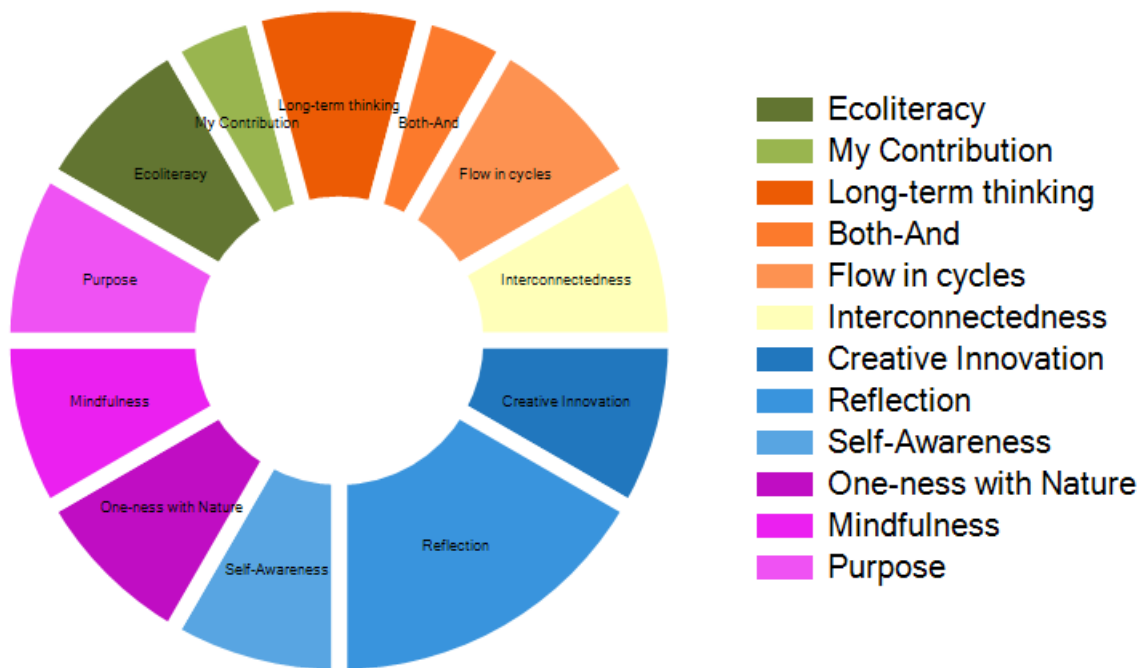 Long-term thinking
My Contribution
Both-And
Ecoliteracy
Flow in cycles
Purpose
Interconnectedness
Mindfulness
Creative Innovation
One-ness with Nature
Reflection
Self-Awareness
Ecoliteracy
My Contribution
Long-term thinking
Both-And
Flow in cycles
Interconnectedness
Creative Innovation
Reflection
Self-Awareness
One-ness with Nature
Mindfulness
Purpose